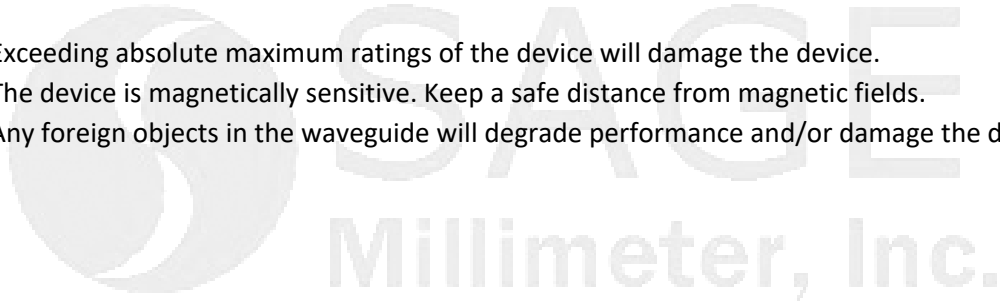 Exceeding absolute maximum ratings of the device will damage the device.
The device is magnetically sensitive. Keep a safe distance from magnetic fields.
Any foreign objects in the waveguide will degrade performance and/or damage the
SAGE
Millimeter, Inc.